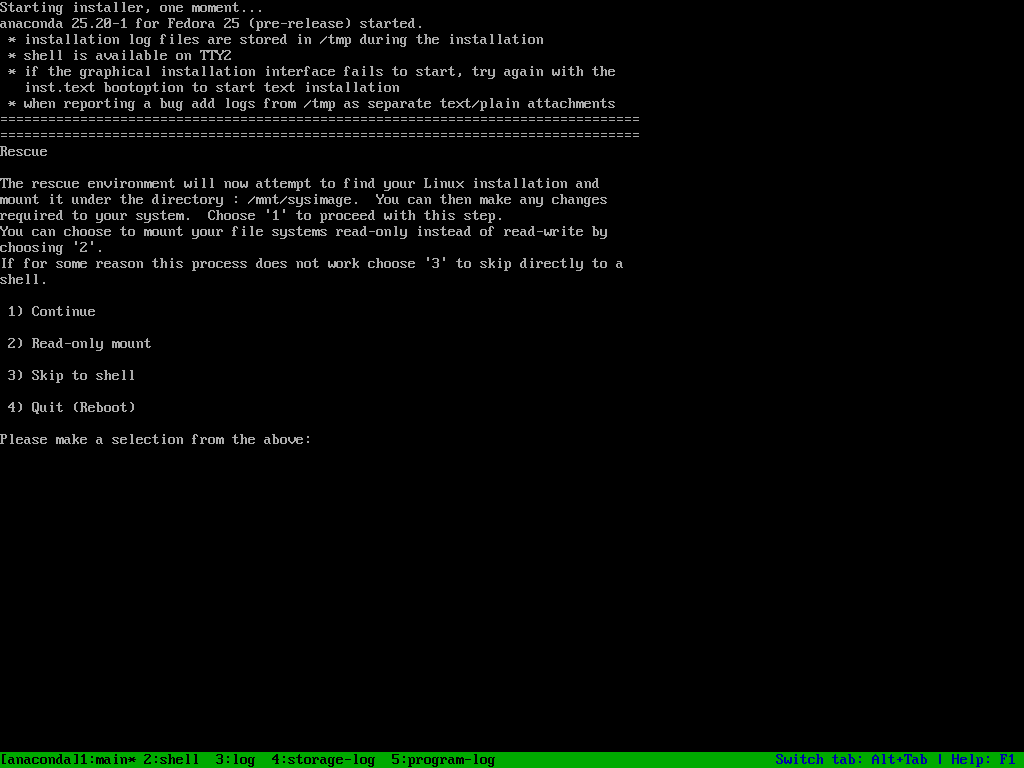 Starting installer, one moment...
anaconda 25.20-1 for Fedora 25 (pre-release) started.
 * installation log files are stored in /tmp during the installation
 * shell is available on TTY2
 * if the graphical installation interface fails to start, try again with the
   inst.text bootoption to start text installation
 * when reporting a bug add logs from /tmp as separate text/plain attachments
================================================================================
================================================================================
Rescue

The rescue environment will now attempt to find your Linux installation and
mount it under the directory : /mnt/sysimage.  You can then make any changes
required to your system.  Choose '1' to proceed with this step.
You can choose to mount your file systems read-only instead of read-write by
choosing '2'.
If for some reason this process does not work choose '3' to skip directly to a
shell.

 1) Continue

 2) Read-only mount

 3) Skip to shell

 4) Quit (Reboot)

Please make a selection from the above:
[anaconda]1:main* 2:shell  3:log  4:storage-log  5:program-log Switch tab: Alt+Tab | Help: F1